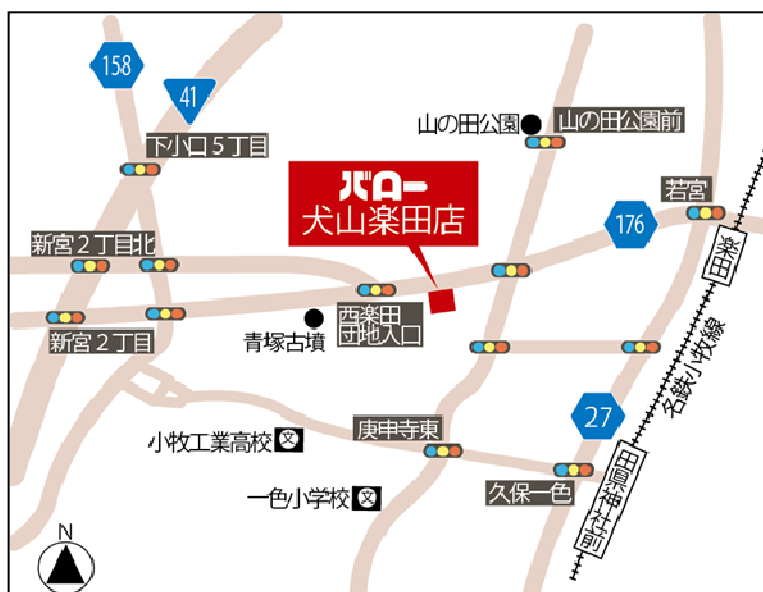 158
41
下小口5丁目
山の田公園
山の田公園前
バロー
犬山楽田店
若宮
176
新宮2丁目北
楽田
西楽田
団地入口
青塚古墳
新宮2丁目
名鉄小牧線
27
庚申寺東
小牧工業高校
文
久保一色
田県神社前
一色小学校
文
N